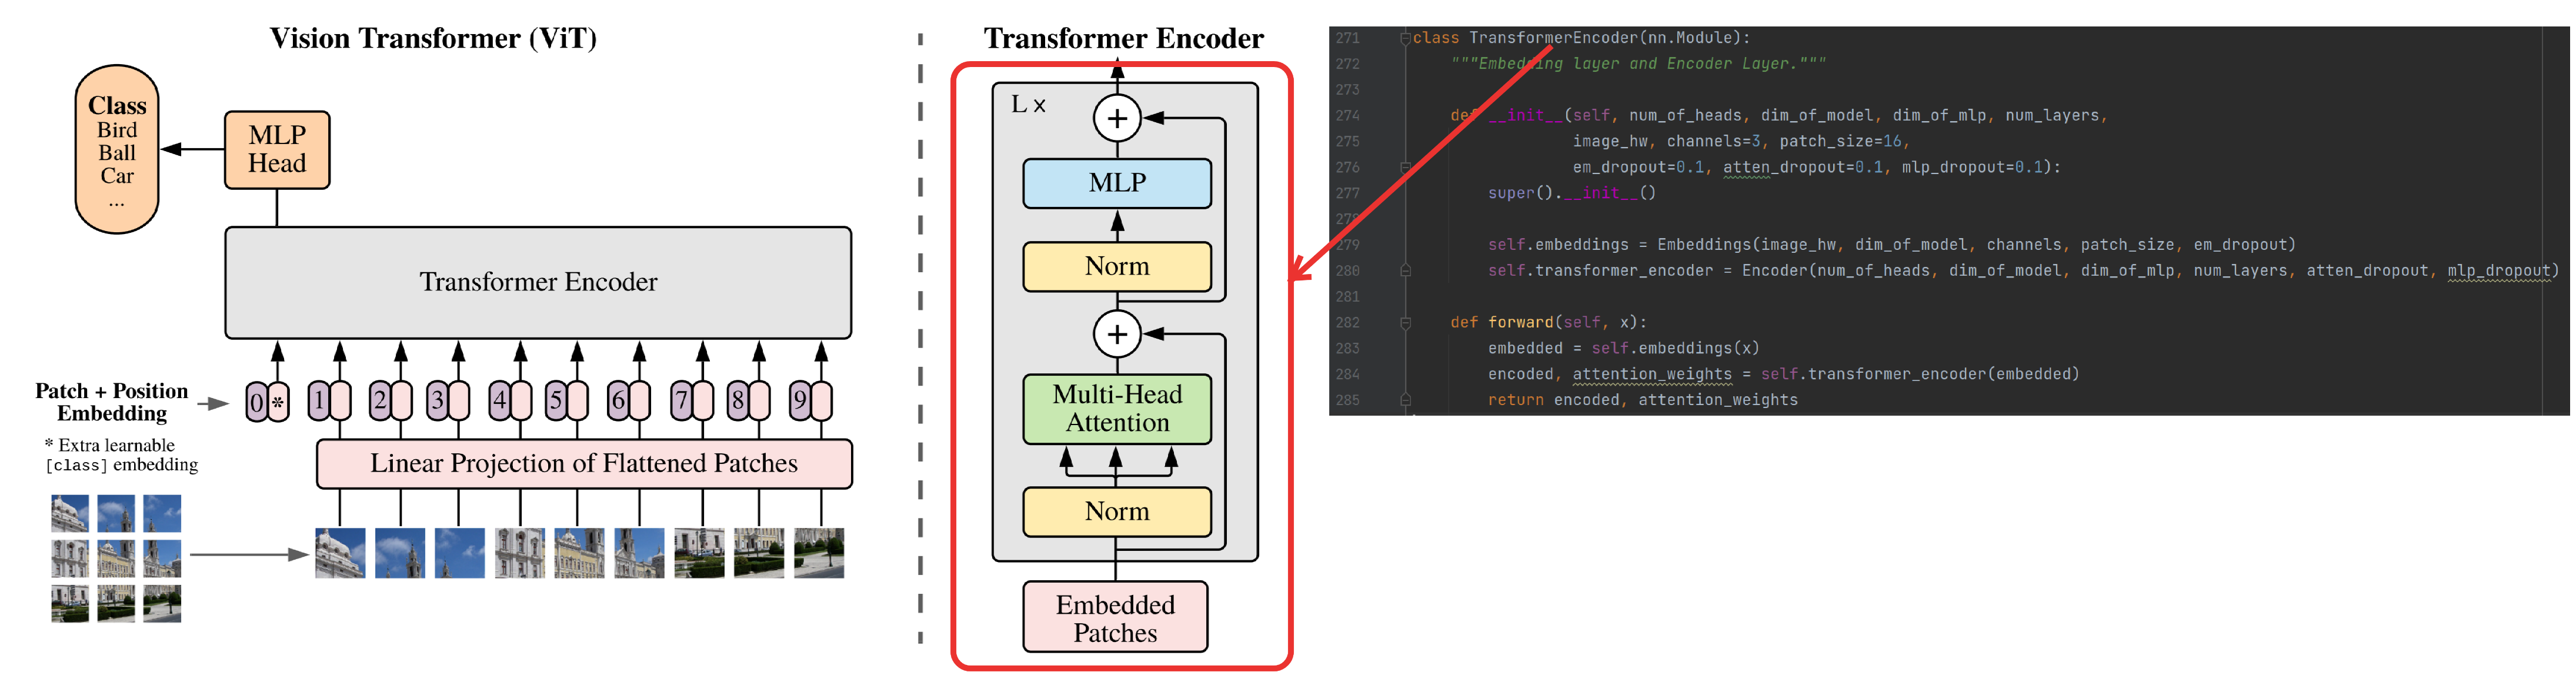 Vision Transformer (ViT)
Class
Bird
Ball
Car
...
MLP
Head
Transformer Encoder
Patch + Position
Embedding
0 * 1 2 3 4 5 6 7 8 9
* Extra learnable
[class] embedding
Linear Projection of Flattened Patches
Transformer Encoder
L x
+
MLP
Norm
+
Multi-Head
Attention
Norm
Embedded
Patches
271 class TransformerEncoder(nn.Module):
272     """Embedding layer and Encoder Layer."""
273
274     def __init__(self, num_of_heads, dim_of_model, dim_of_mlp, num_layers,
275                  image_hw, channels=3, patch_size=16,
276                  em_dropout=0.1, atten_dropout=0.1, mlp_dropout=0.1):
277         super().__init__()
278
279         self.embeddings = Embeddings(image_hw, dim_of_model, channels, patch_size, em_dropout)
280         self.transformer_encoder = Encoder(num_of_heads, dim_of_model, dim_of_mlp, num_layers, atten_dropout, mlp_dropout)
281
282     def forward(self, x):
283         embedded = self.embeddings(x)
284         encoded, attention_weights = self.transformer_encoder(embedded)
285         return encoded, attention_weights